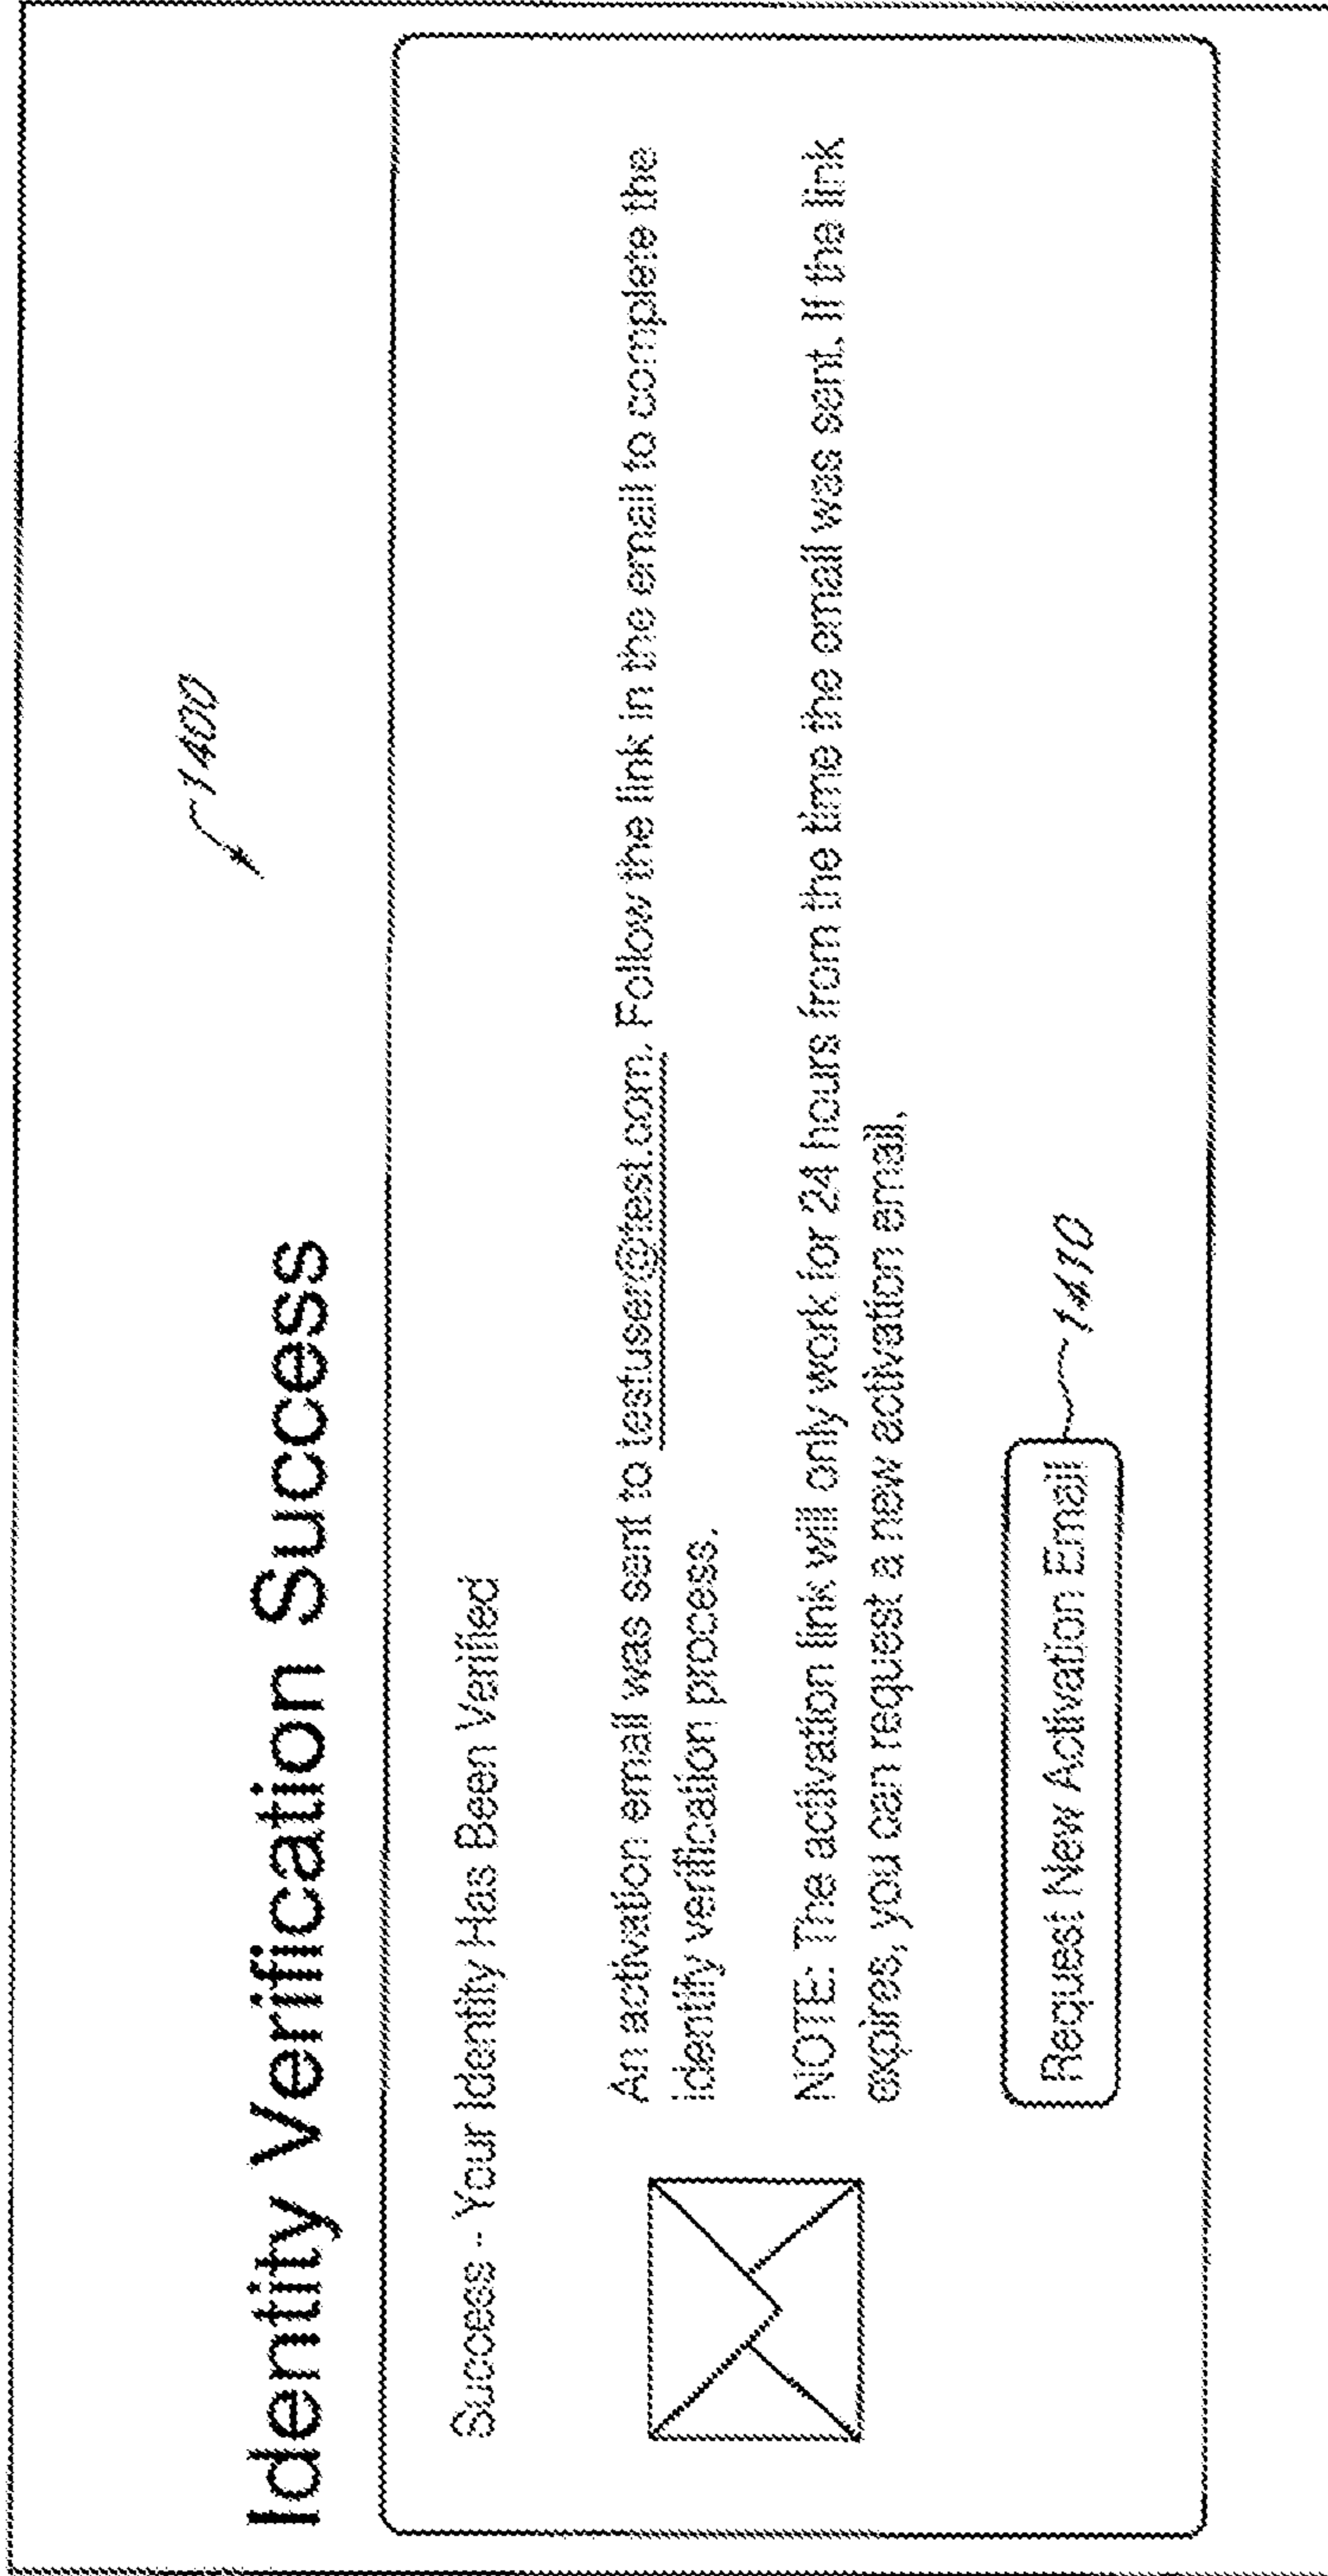 1400
Identity Verification Success
Success - Your Identity Has Been Verified
An activation email was sent to testuser@test.com. Follow the link in the email to complete the
identity verification process.
NOTE: The activation link will only work for 24 hours from the time the email was sent. If the link
expires, you can request a new activation email.
Request New Activation Email
1410